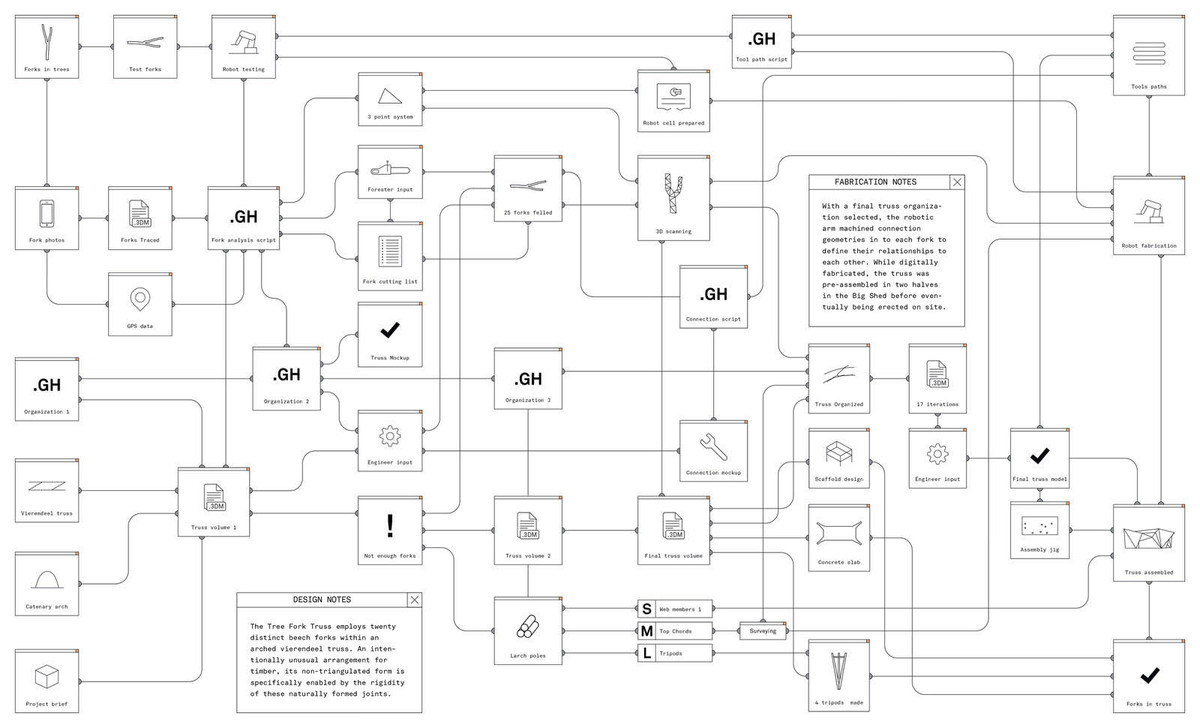 Forks in trees
Test forks
Robot testing
.GH
Tool path script
Tools paths
3 point system
Robot cell prepared
Fork photos
.3DM
Forks Traced
.GH
Fork analysis script
Forester input
Fork cutting list
25 forks felled
3D scanning
FABRICATION NOTES
With a final truss organiza-
tion selected, the robotic
arm machined connection
geometries in to each fork to
define their relationships to
each other. While digitally
fabricated, the truss was
pre-assembled in two halves
in the Big Shed before even-
tually being erected on site.
Robot fabrication
GPS data
Truss Mockup
.GH
Connection script
.GH
Organization 1
.GH
Organization 2
.GH
Organization 3
Truss Organized
.3DM
17 iterations
Engineer input
Connection mockup
Scaffold design
Engineer input
Final truss model
Vierendeel truss
.3DM
Truss volume 1
!
Not enough forks
.3DM
Truss volume 2
.3DM
Final truss volume
Concrete slab
Assembly jig
Truss assembled
Catenary arch
DESIGN NOTES
The Tree Fork Truss employs twenty
distinct beech forks within an
arched vierendeel truss. An inten-
tionally unusual arrangement for
timber, its non-triangulated form is
specifically enabled by the rigidity
of these naturally formed joints.
Larch poles
S Web members 1
M Top Chords
L Tripods
Surveying
4 tripods made
Forks in truss
Project brief